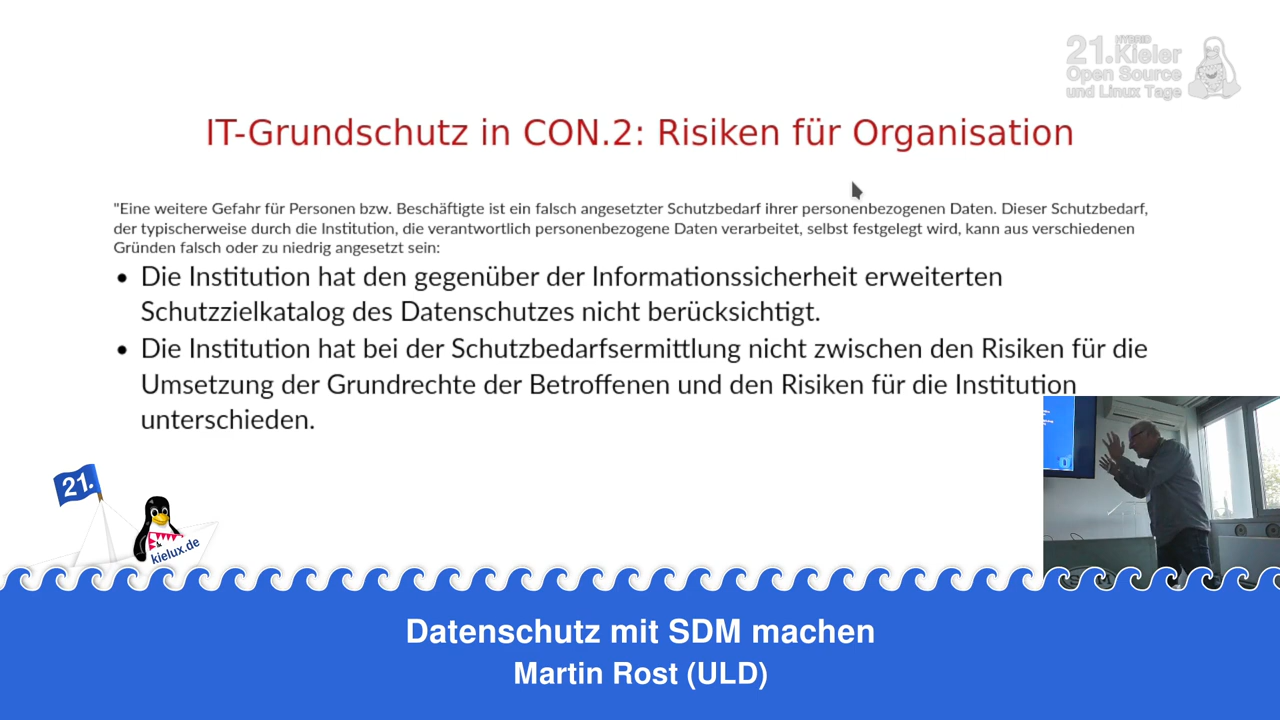 HYBRID
21.Kieler
Open Source
und Linux Tage
IT-Grundschutz in CON.2: Risiken für Organisation
"Eine weitere Gefahr für Personen bzw. Beschäftigte ist ein falsch angesetzter Schutzbedarf ihrer personenbezogenen Daten. Dieser Schutzbedarf,
der typischerweise durch die Institution, die verantwortlich personenbezogene Daten verarbeitet, selbst festgelegt wird, kann aus verschiedenen
Gründen falsch oder zu niedrig angesetzt sein:
• Die Institution hat den gegenüber der Informationssicherheit erweiterten
Schutzzielkatalog des Datenschutzes nicht berücksichtigt.
• Die Institution hat bei der Schutzbedarfsermittlung nicht zwischen den Risiken für die
Umsetzung der Grundrechte der Betroffenen und den Risiken für die Institution
unterschieden.
21.
kielux.de
Datenschutz mit SDM machen
Martin Rost (ULD)